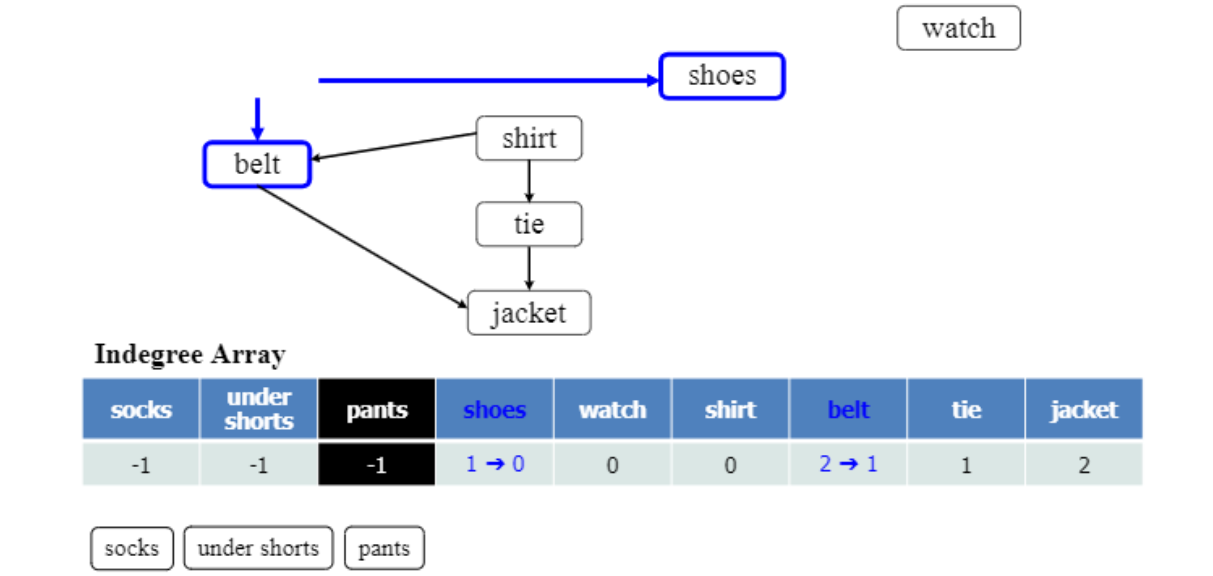 watch
shoes
shirt
belt
tie
jacket
Indegree Array
socks under shorts pants shoes watch shirt belt tie jacket
-1 -1 -1 1 ➔ 0 0 0 2 ➔ 1 1 2
socks under shorts pants